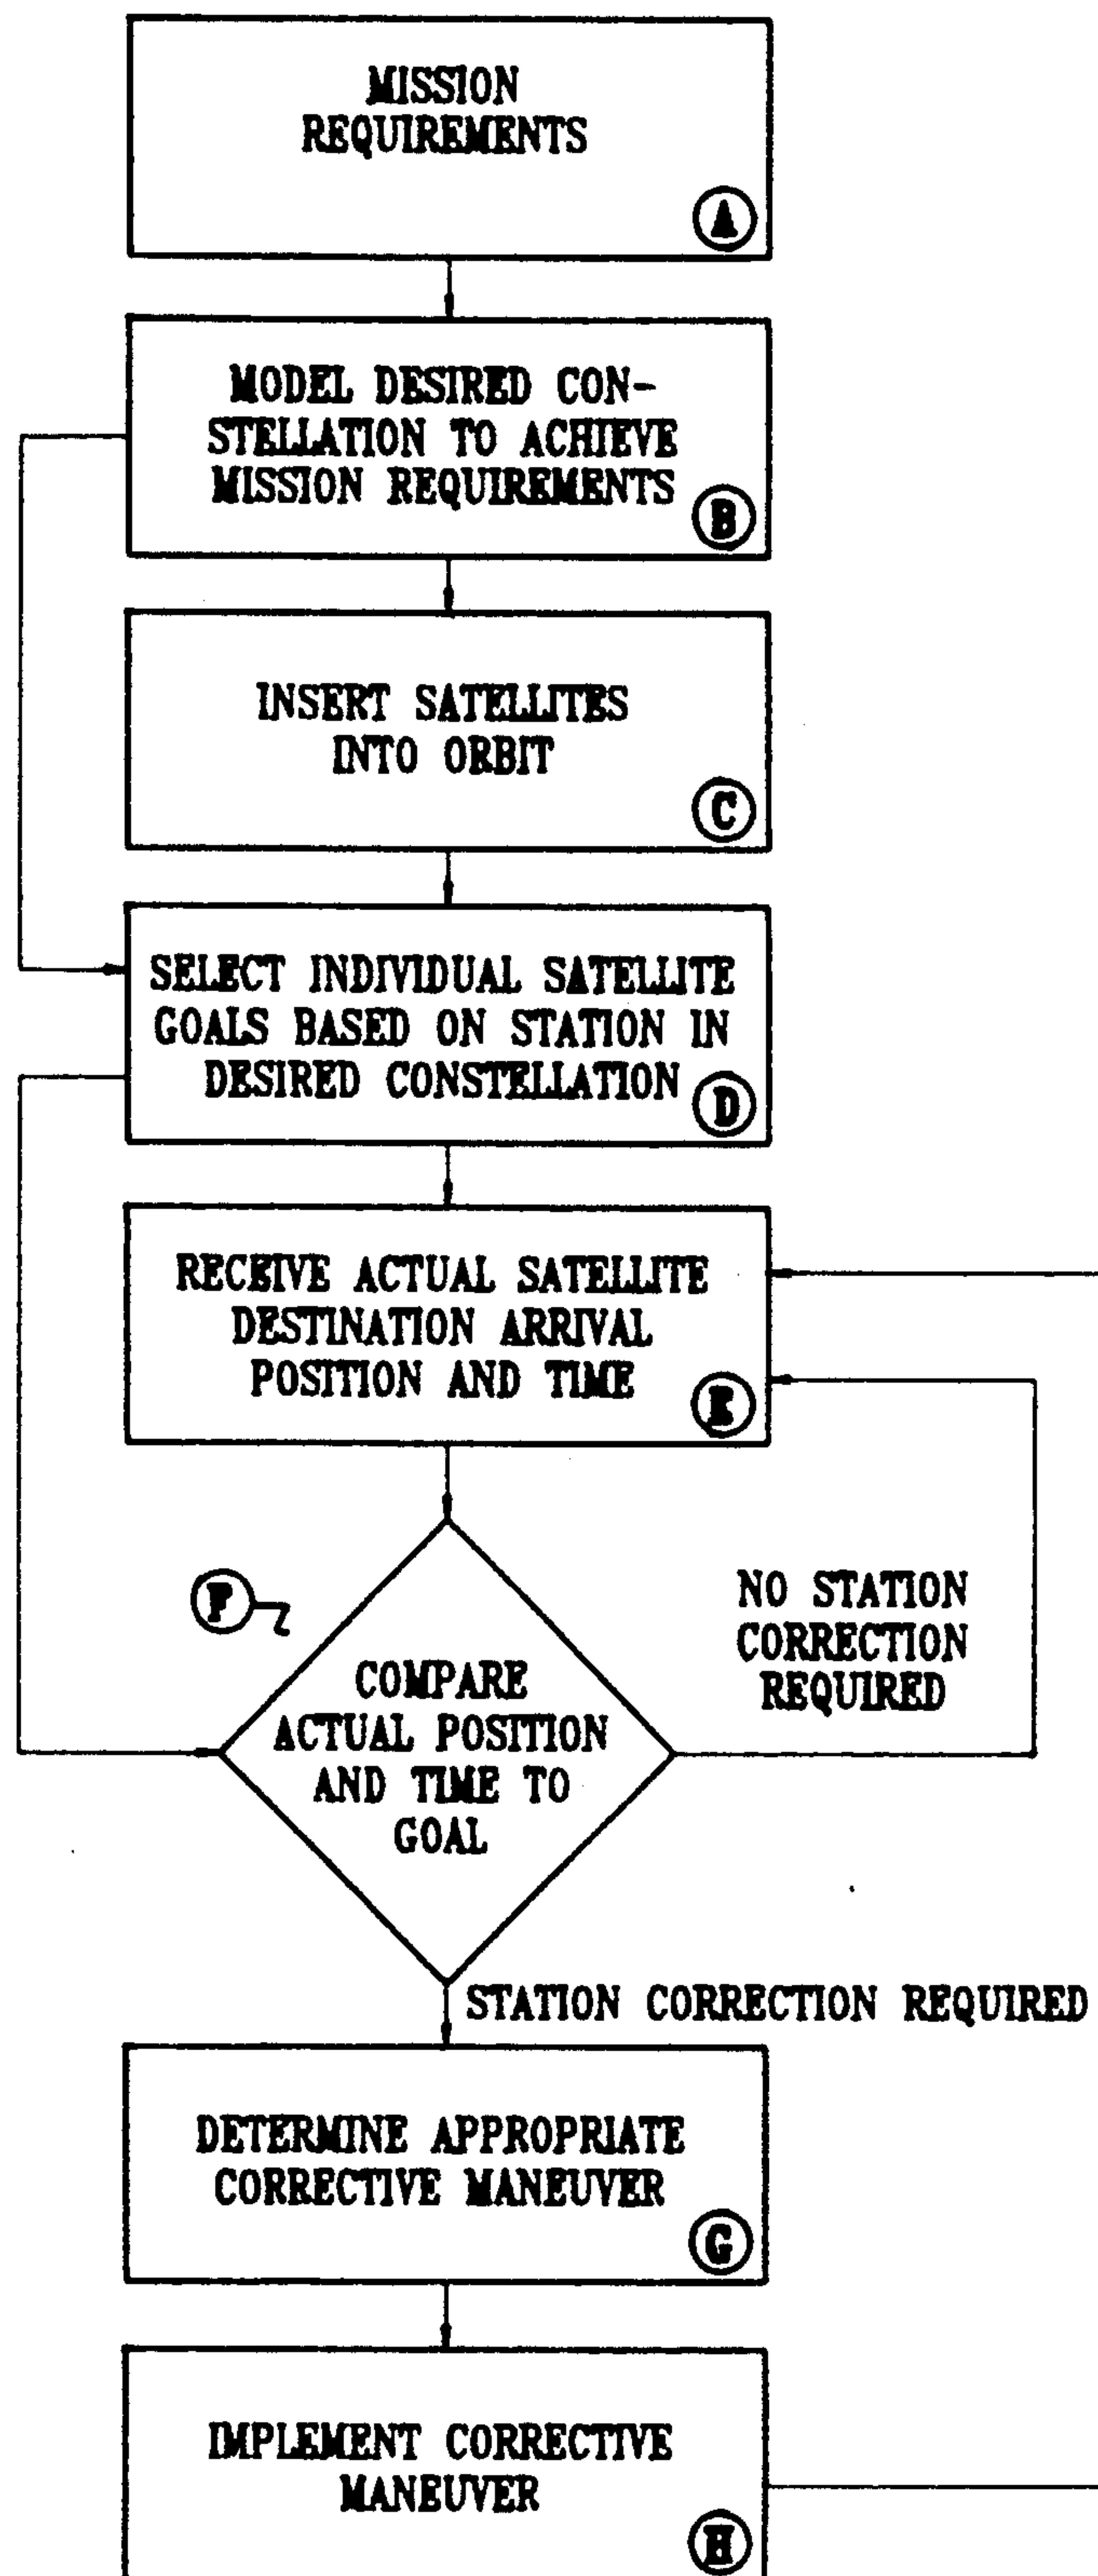 MISSION
REQUIREMENTS
A
MODEL DESIRED CON-
STELLATION TO ACHIEVE
MISSION REQUIREMENTS
B
INSERT SATELLITES
INTO ORBIT
C
SELECT INDIVIDUAL SATELLITE
GOALS BASED ON STATION IN
DESIRED CONSTELLATION
D
RECEIVE ACTUAL SATELLITE
DESTINATION ARRIVAL
POSITION AND TIME
E
F
COMPARE
ACTUAL POSITION
AND TIME TO
GOAL
NO STATION
CORRECTION
REQUIRED
STATION CORRECTION REQUIRED
DETERMINE APPROPRIATE
CORRECTIVE MANEUVER
G
IMPLEMENT CORRECTIVE
MANEUVER
H